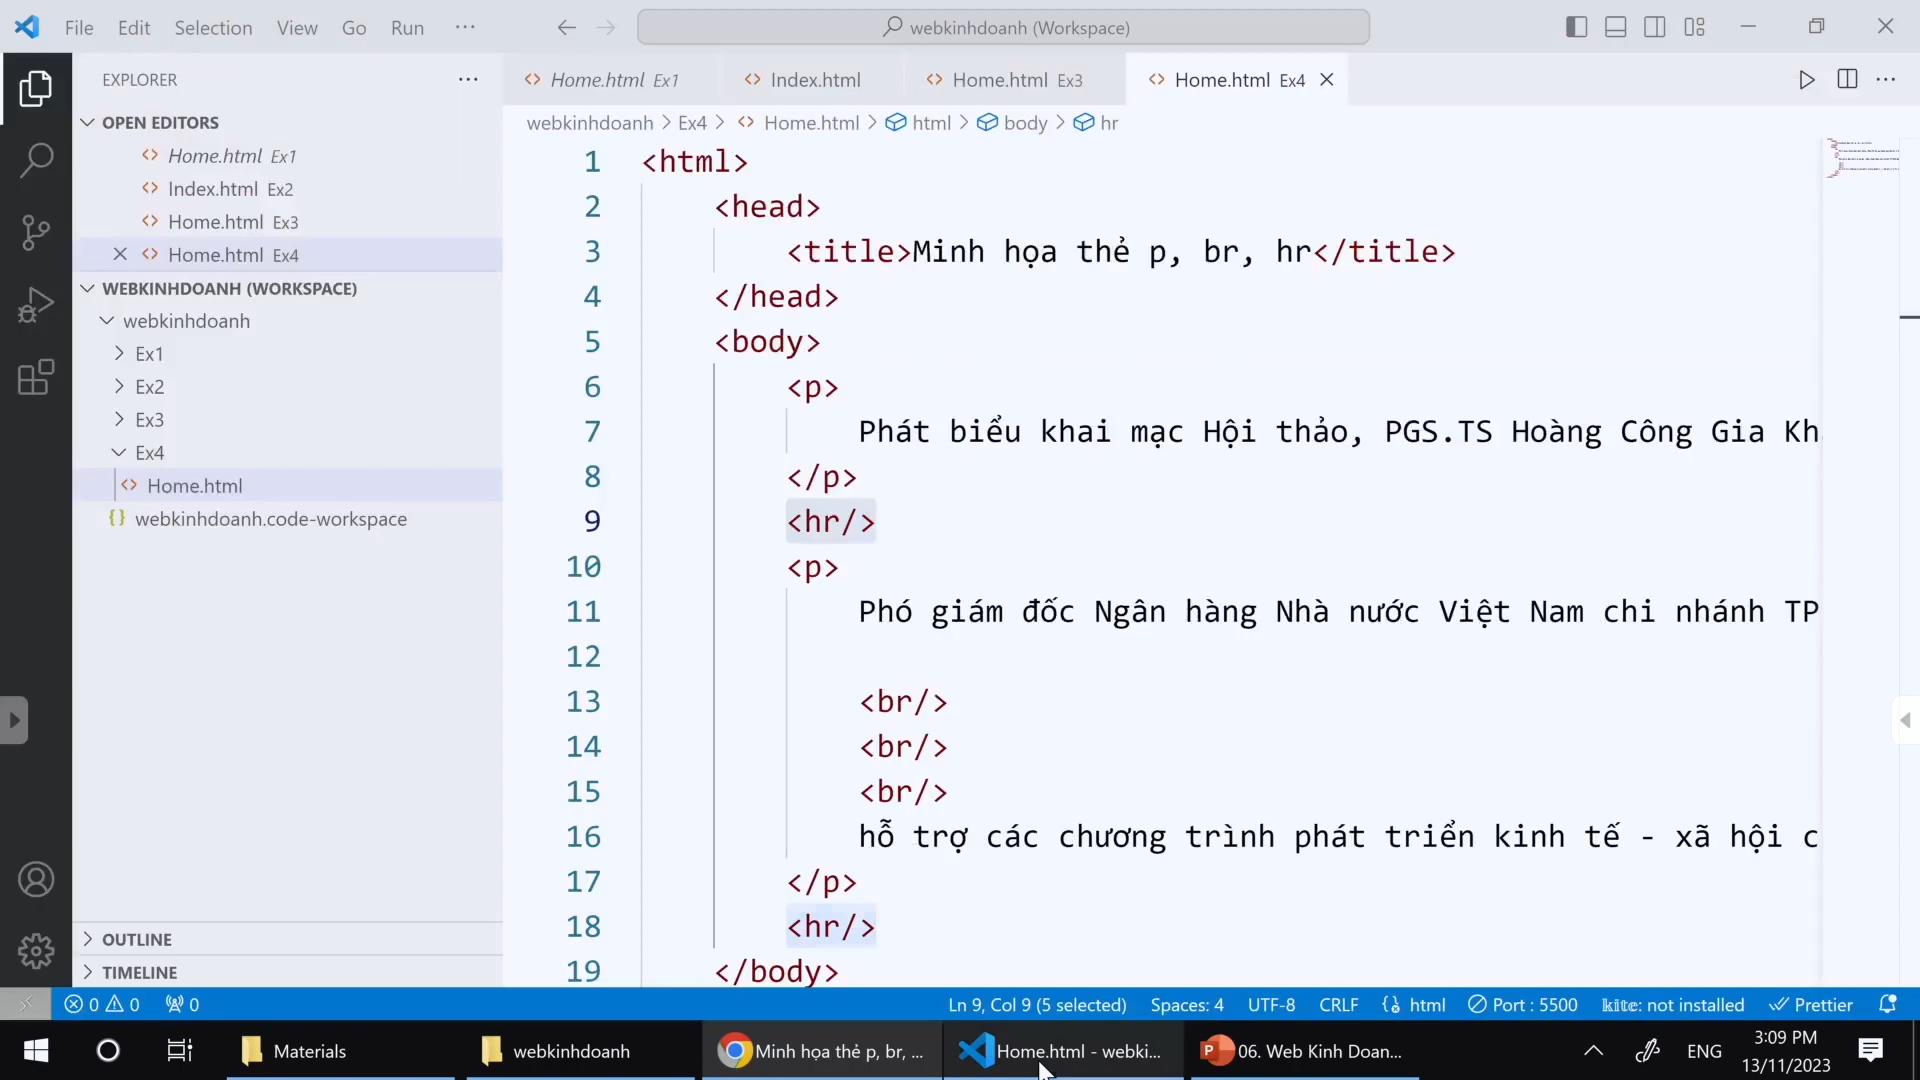 File Edit Selection View Go Run ··· webkinhdoanh (Workspace)
EXPLORER ···
OPEN EDITORS
Home.html Ex1
Index.html Ex2
Home.html Ex3
Home.html Ex4
WEBKINHDOANH (WORKSPACE)
webkinhdoanh
Ex1
Ex2
Ex3
Ex4
Home.html
webkinhdoanh.code-workspace
OUTLINE
TIMELINE
Home.html Ex1 Index.html Home.html Ex3 Home.html Ex4
webkinhdoanh > Ex4 > Home.html > html > body > hr
1 <html>
2 <head>
3 <title>Minh họa thẻ p, br, hr</title>
4 </head>
5 <body>
6 <p>
7 Phát biểu khai mạc Hội thảo, PGS.TS Hoàng Công Gia Kh
8 </p>
9 <hr/>
10 <p>
11 Phó giám đốc Ngân hàng Nhà nước Việt Nam chi nhánh TP
12
13 <br/>
14 <br/>
15 <br/>
16 hỗ trợ các chương trình phát triển kinh tế - xã hội c
17 </p>
18 <hr/>
19 </body>
0 0 0 Ln 9, Col 9 (5 selected) Spaces: 4 UTF-8 CRLF html Port : 5500 kite: not installed Prettier
Materials webkinhdoanh Minh họa thẻ p, br, ... Home.html - webki... 06. Web Kinh Doan... ENG 3:09 PM
13/11/2023